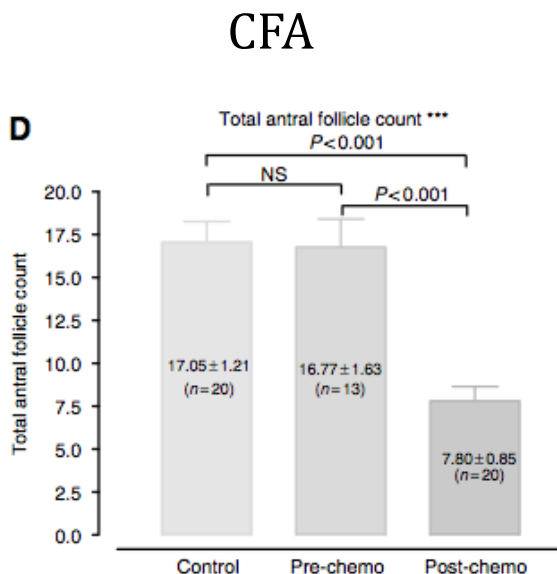 CFA
D
Total antral follicle count ***
P<0.001
NS
P<0.001
Total antral follicle count
20.0
17.5
15.0
12.5
10.0
7.5
5.0
2.5
0.0
17.05±1.21
(n=20)
16.77±1.63
(n=13)
7.80±0.85
(n=20)
Control Pre-chemo Post-chemo